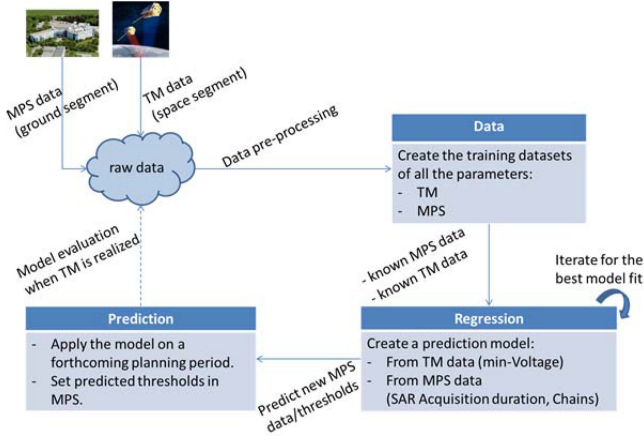 MPS data
(ground segment)
TM data
(space segment)
raw data
Data pre-processing
Data
Create the training datasets
of all the parameters:
- TM
- MPS
Model evaluation
when TM is realized
- known MPS data
- known TM data
Iterate for the
best model fit
Prediction
- Apply the model on a
forthcoming planning period.
- Set predicted thresholds in
MPS.
Predict new MPS
data/thresholds
Regression
Create a prediction model:
- From TM data (min-Voltage)
- From MPS data
(SAR Acquisition duration, Chains)